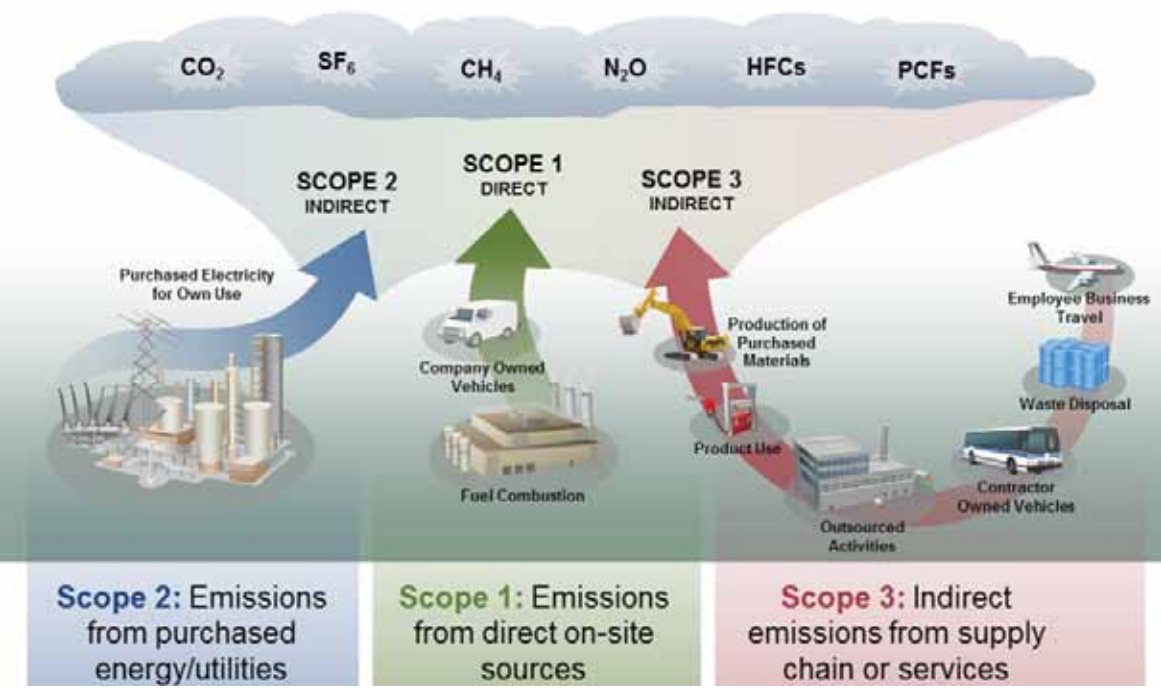 CO₂
SF₆
CH₄
N₂O
HFCs
PCFs
SCOPE 2
INDIRECT
SCOPE 1
DIRECT
SCOPE 3
INDIRECT
Purchased Electricity
for Own Use
Company Owned
Vehicles
Fuel Combustion
Production of
Purchased
Materials
Product Use
Outsourced
Activities
Contractor
Owned Vehicles
Waste Disposal
Employee Business
Travel
Scope 2: Emissions
from purchased
energy/utilities
Scope 1: Emissions
from direct on-site
sources
Scope 3: Indirect
emissions from supply
chain or services